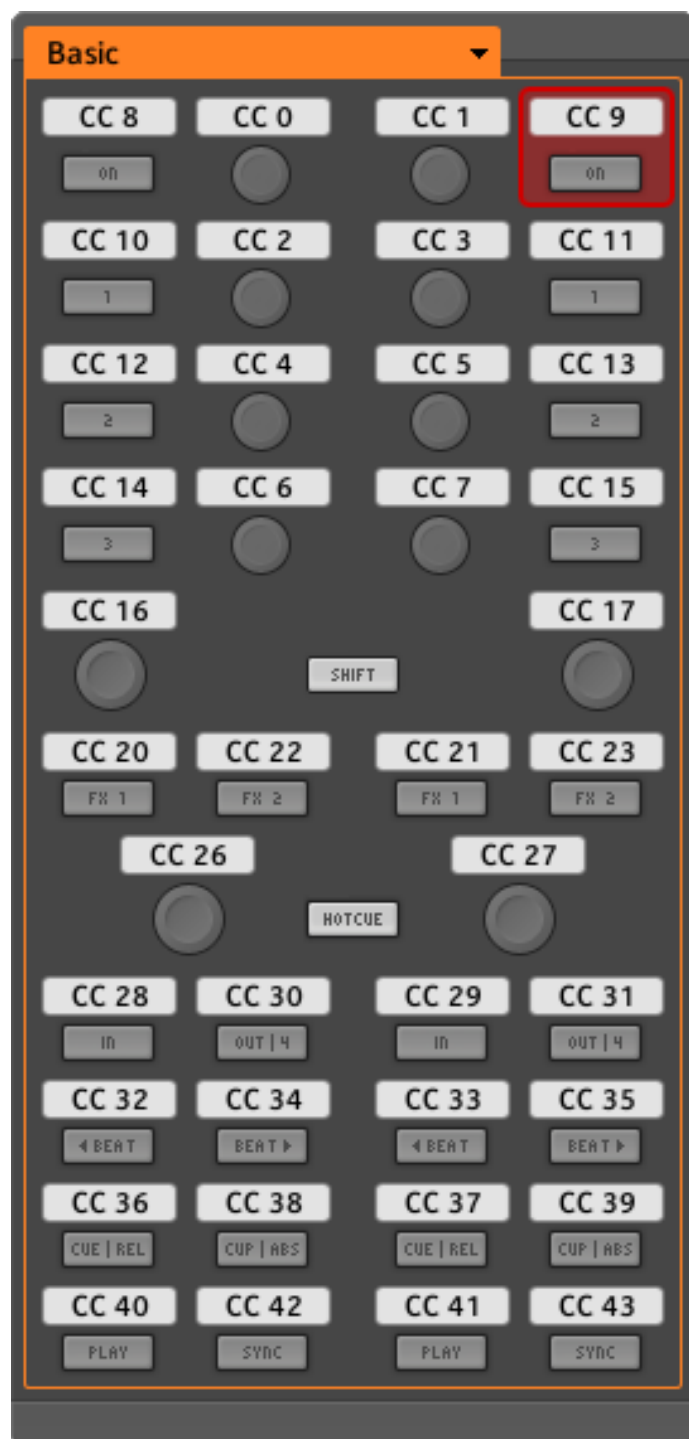 Basic
CC 8 CC 0 CC 1 CC 9
on on
CC 10 CC 2 CC 3 CC 11
1 1
CC 12 CC 4 CC 5 CC 13
2 2
CC 14 CC 6 CC 7 CC 15
3 3
CC 16 CC 17
SHIFT
CC 20 CC 22 CC 21 CC 23
FX 1 FX 2 FX 1 FX 2
CC 26 CC 27
HOTCUE
CC 28 CC 30 CC 29 CC 31
IN OUT | 4 IN OUT | 4
CC 32 CC 34 CC 33 CC 35
◀ BEAT BEAT ▶ ◀ BEAT BEAT ▶
CC 36 CC 38 CC 37 CC 39
CUE | REL CUP | ABS CUE | REL CUP | ABS
CC 40 CC 42 CC 41 CC 43
PLAY SYNC PLAY SYNC